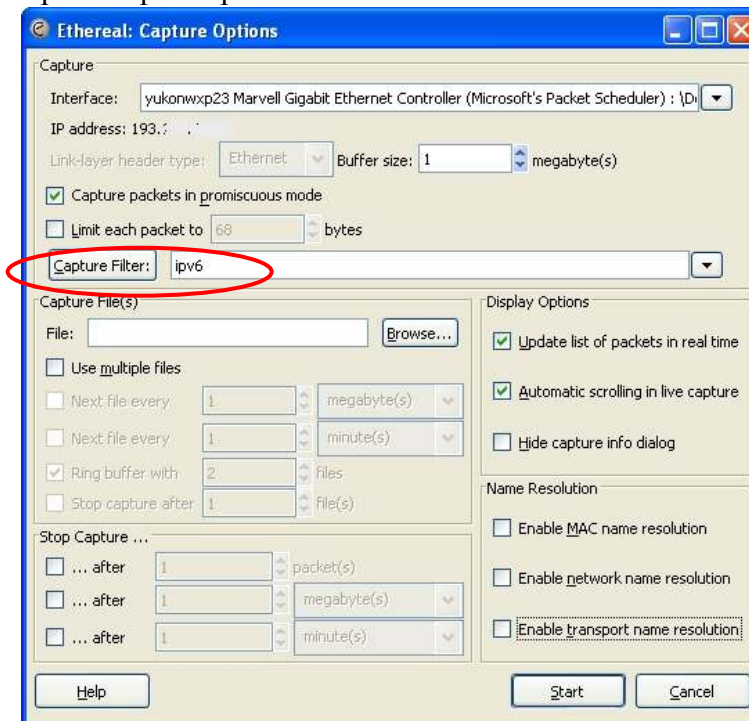 Ethereal: Capture Options
Capture
Interface: yukonwxp23 Marvell Gigabit Ethernet Controller (Microsoft's Packet Scheduler) : \D
IP address: 193.
Link-layer header type: Ethernet Buffer size: 1 megabyte(s)
Capture packets in promiscuous mode
Limit each packet to 68 bytes
Capture Filter: ipv6
Capture File(s)
File: Browse...
Use multiple files
Next file every 1 megabyte(s)
Next file every 1 minute(s)
Ring buffer with 2 files
Stop capture after 1 file(s)
Stop Capture ...
... after 1 packet(s)
... after 1 megabyte(s)
... after 1 minute(s)
Display Options
Update list of packets in real time
Automatic scrolling in live capture
Hide capture info dialog
Name Resolution
Enable MAC name resolution
Enable network name resolution
Enable transport name resolution
Help Start Cancel